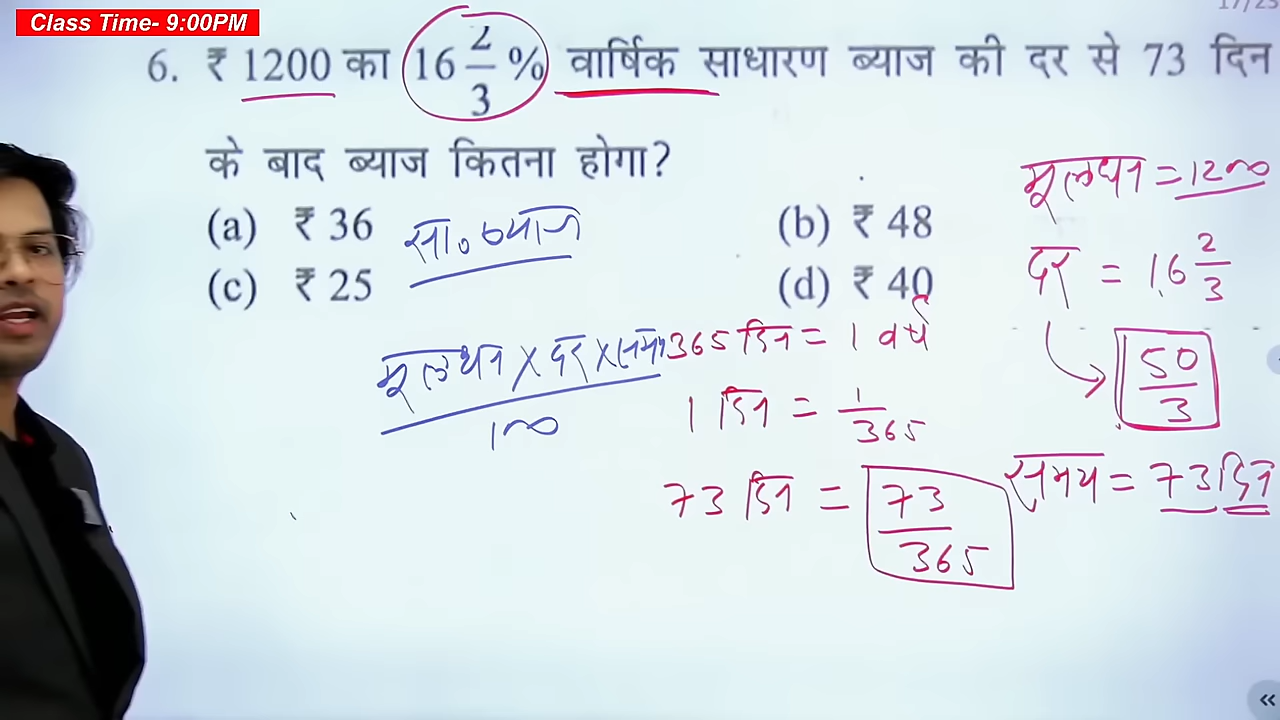 Class Time- 9:00PM
17/23
6. ₹ 1200 का 16 2/3 % वार्षिक साधारण ब्याज की दर से 73 दिन
के बाद ब्याज कितना होगा?
(a) ₹ 36
(b) ₹ 48
(c) ₹ 25
(d) ₹ 40
सा. ब्याज
मूलधन × दर × समय
100
365 दिन = 1 वर्ष
1 दिन = 1/365
73 दिन = 73/365
मूलधन = 1200
दर = 16 2/3
50/3
समय = 73 दिन
«